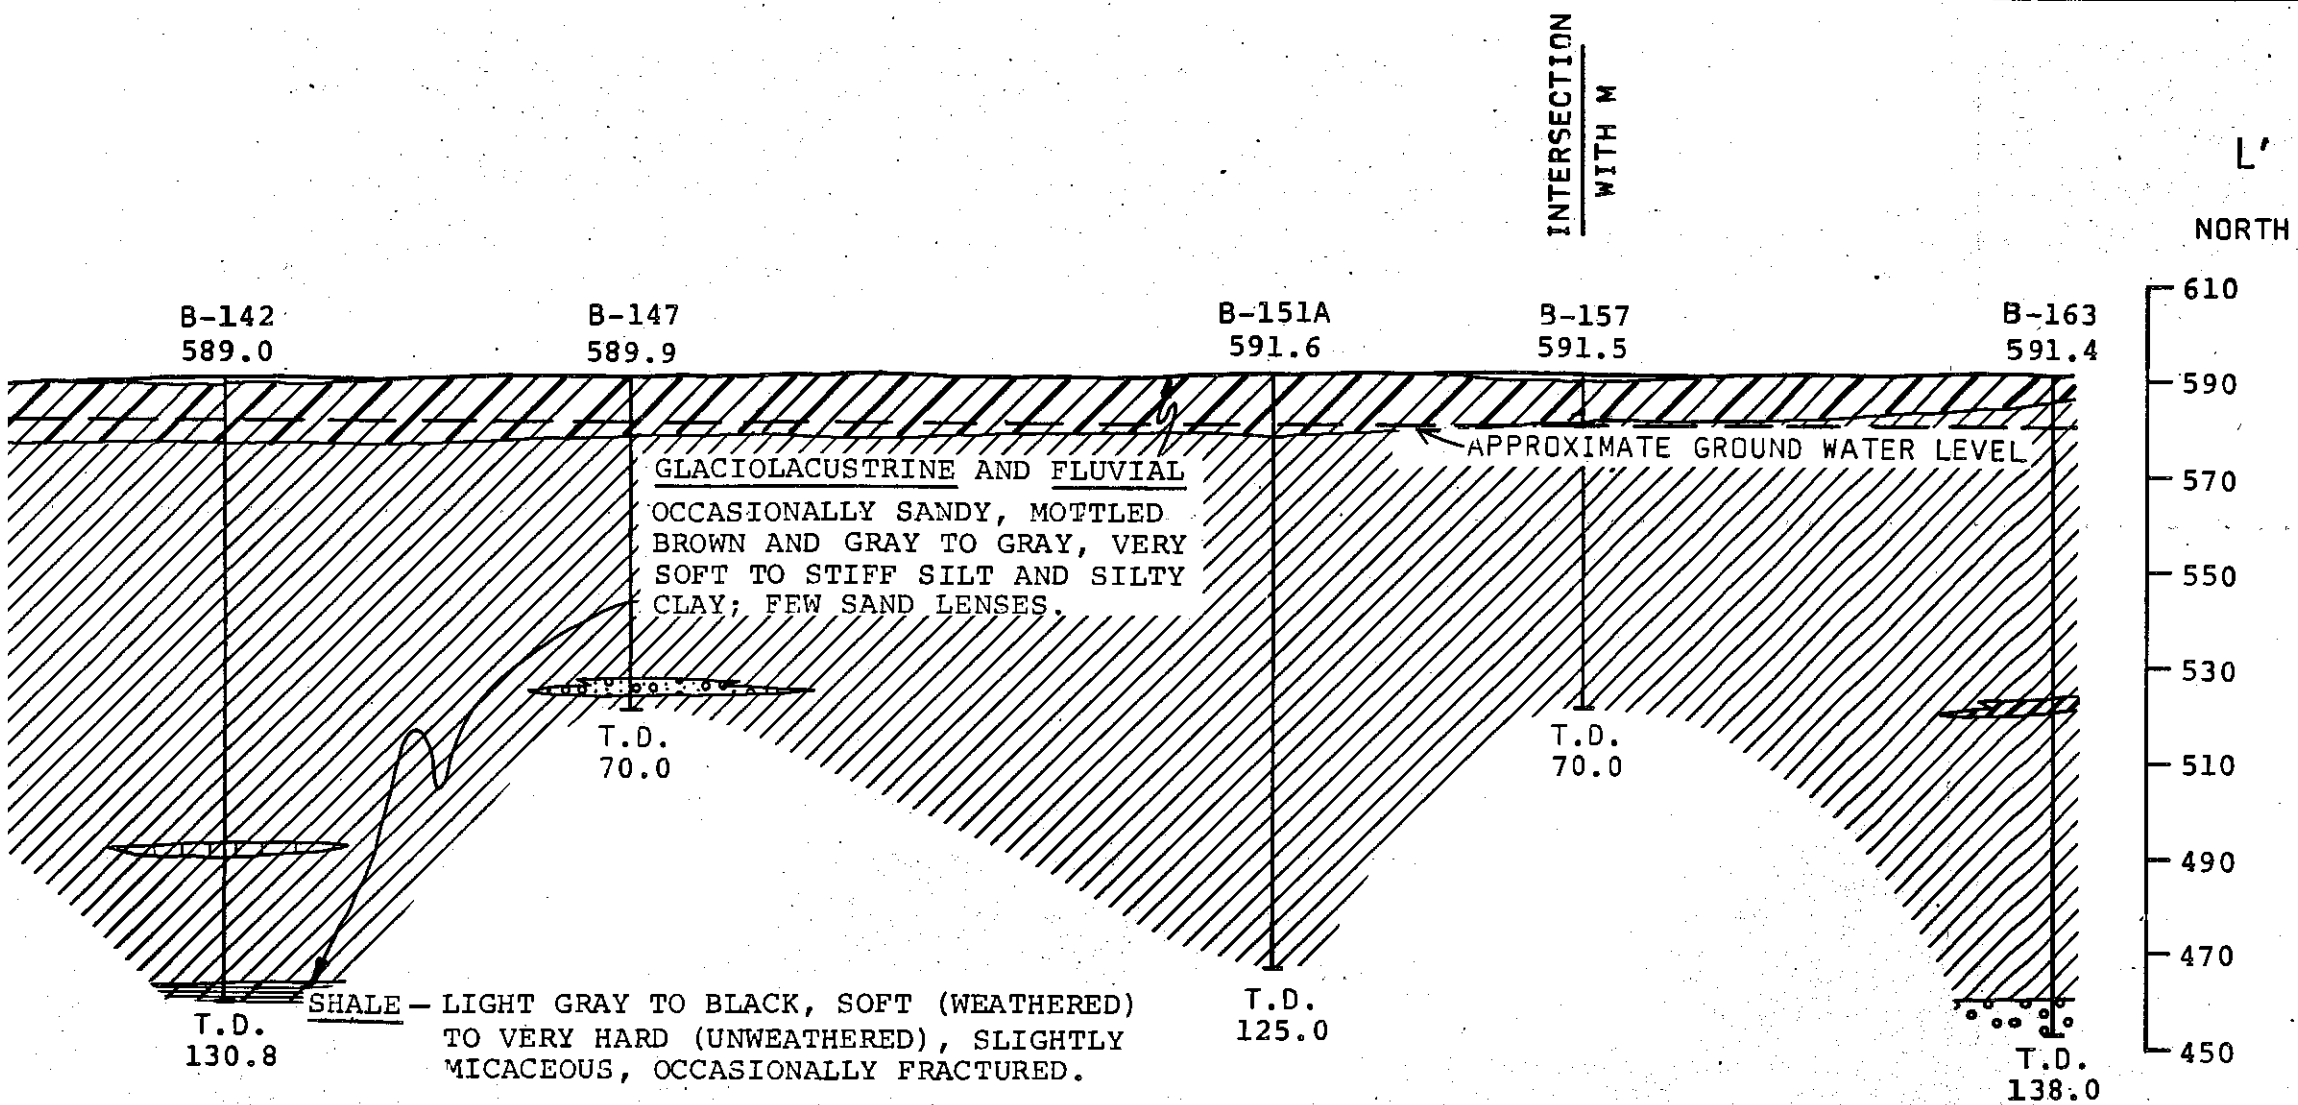 INTERSECTION
WITH M
L'
NORTH
B-142
589.0
B-147
589.9
B-151A
591.6
B-157
591.5
B-163
591.4
610
590
570
550
530
510
490
470
450
APPROXIMATE GROUND WATER LEVEL
GLACIOLACUSTRINE AND FLUVIAL
OCCASIONALLY SANDY, MOTTLED
BROWN AND GRAY TO GRAY, VERY
SOFT TO STIFF SILT AND SILTY
CLAY; FEW SAND LENSES.
T.D.
70.0
T.D.
70.0
SHALE — LIGHT GRAY TO BLACK, SOFT (WEATHERED)
TO VERY HARD (UNWEATHERED), SLIGHTLY
MICACEOUS, OCCASIONALLY FRACTURED.
T.D.
130.8
T.D.
125.0
T.D.
138.0